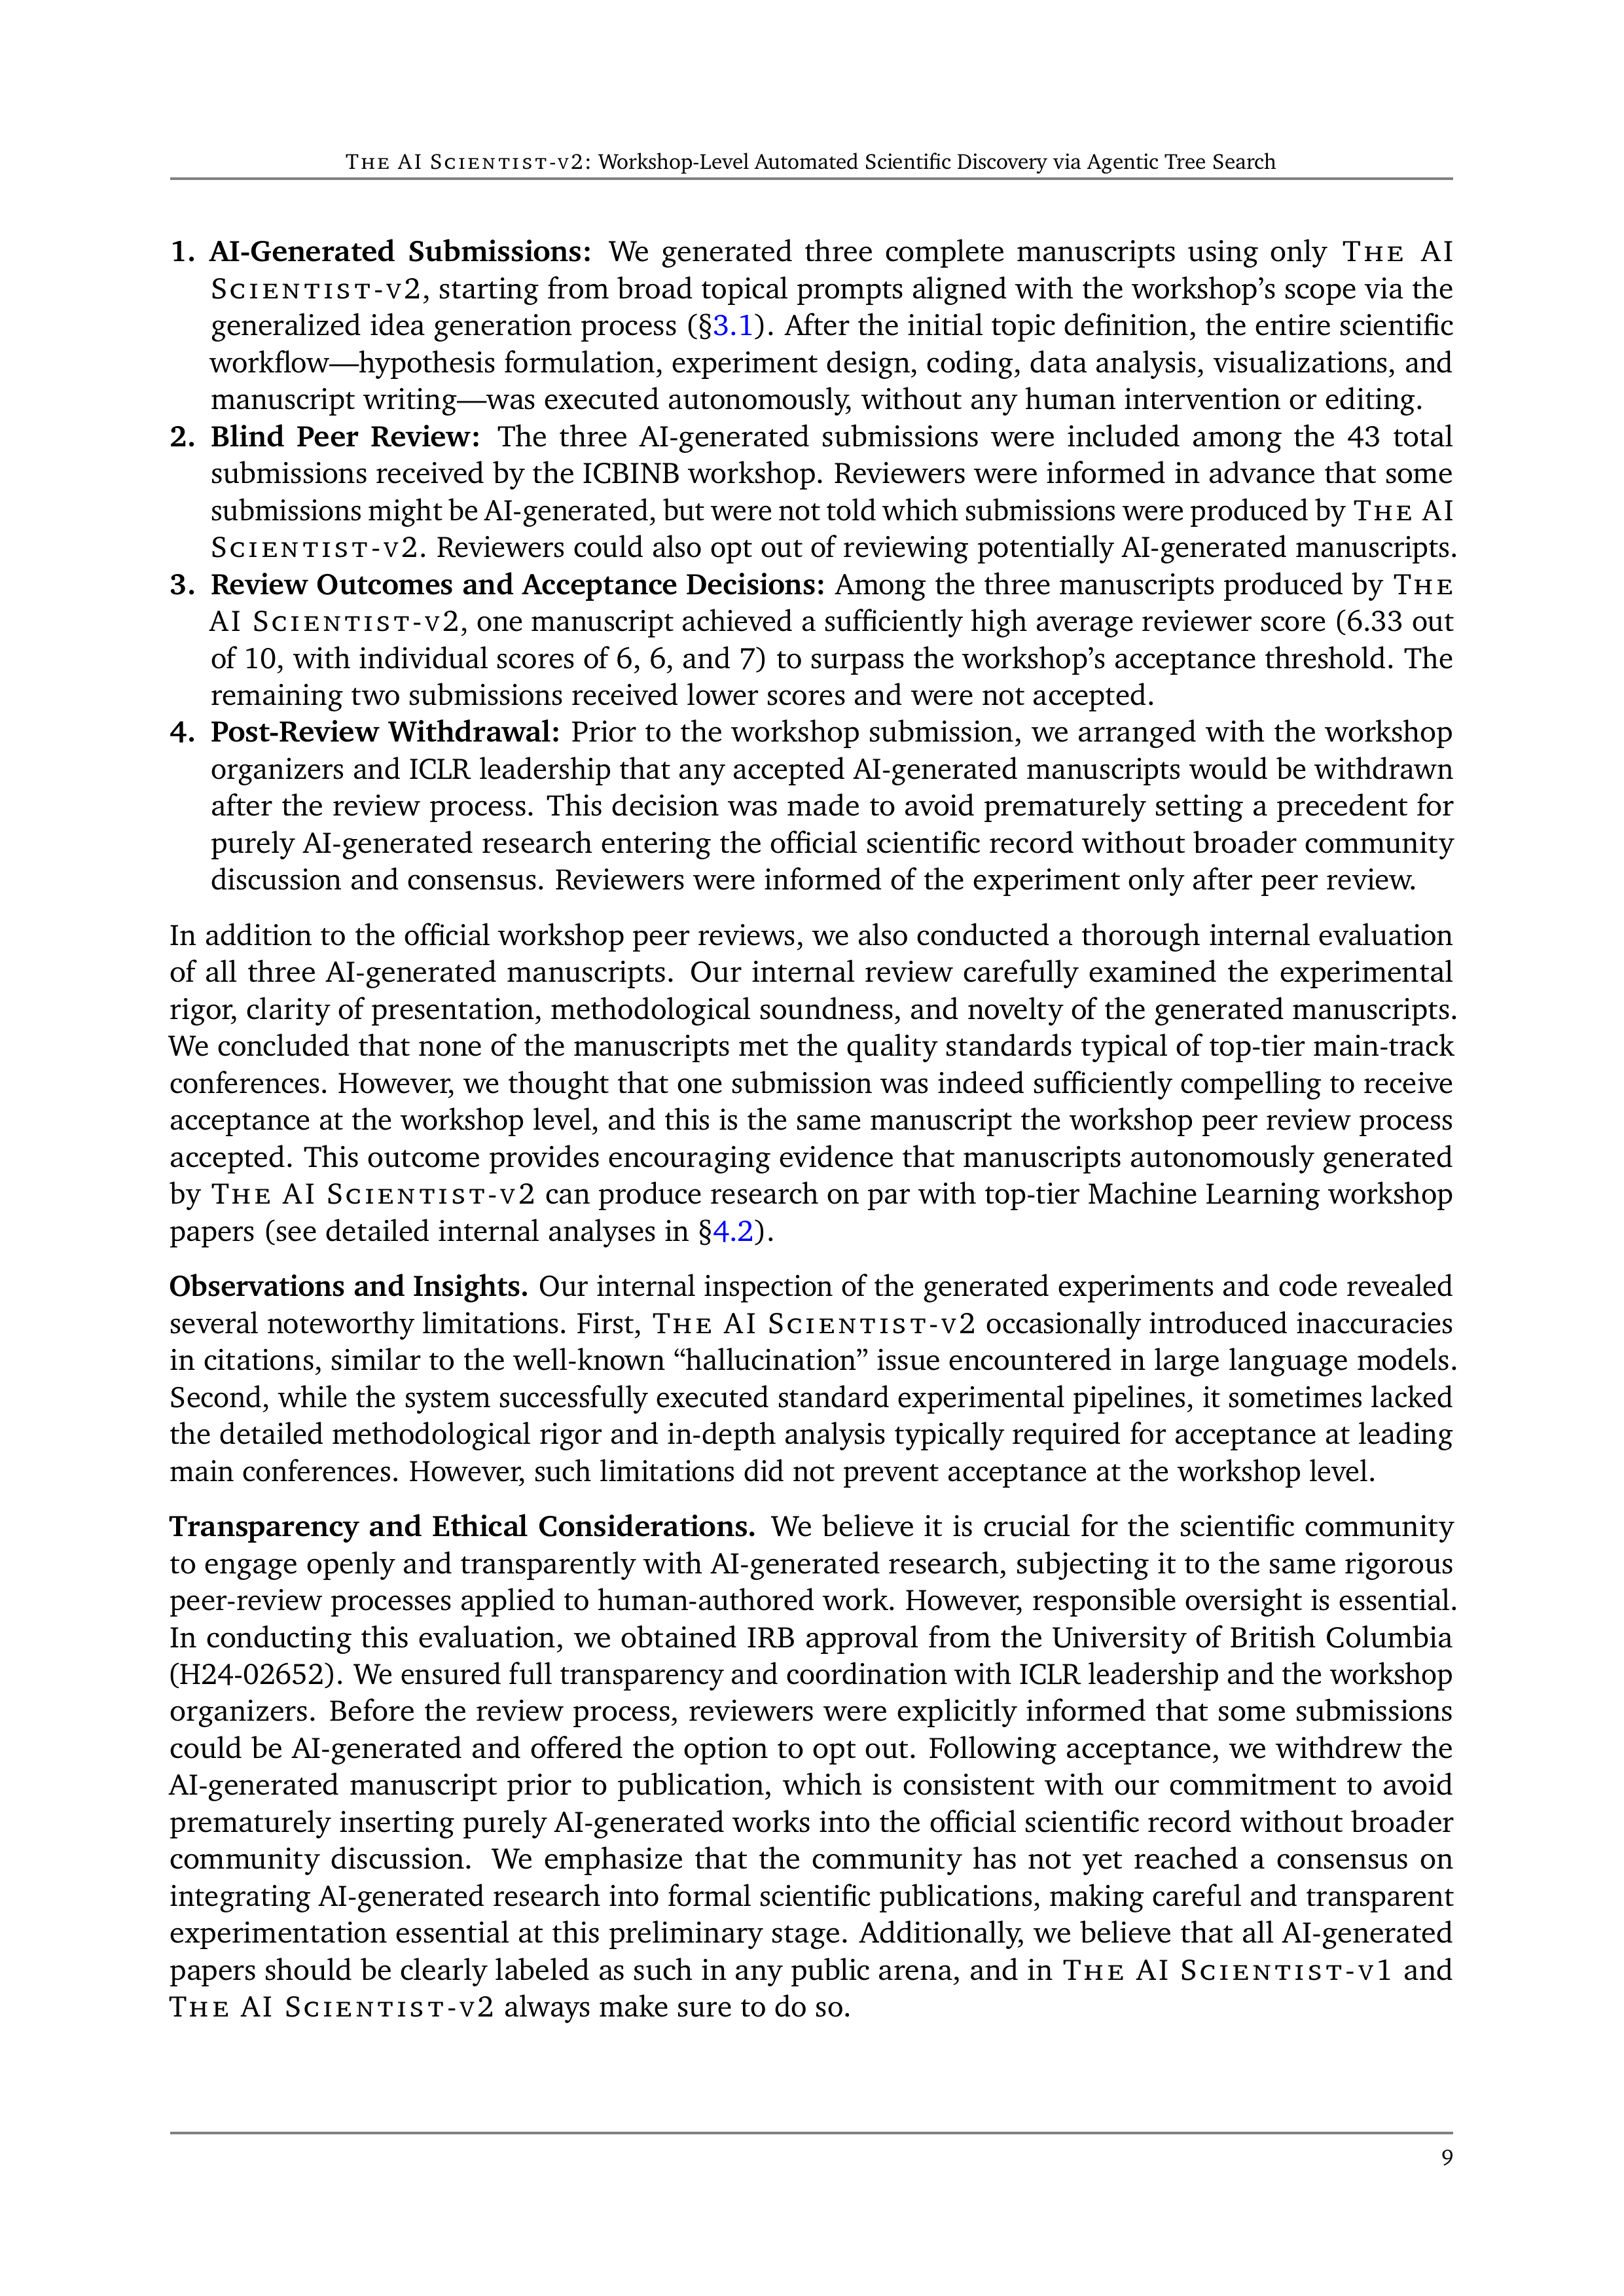 THE AI SCIENTIST-V2: Workshop-Level Automated Scientific Discovery via Agentic Tree Search
1. AI-Generated Submissions: We generated three complete manuscripts using only THE AI
SCIENTIST-V2, starting from broad topical prompts aligned with the workshop’s scope via the
generalized idea generation process (§3.1). After the initial topic definition, the entire scientific
workflow—hypothesis formulation, experiment design, coding, data analysis, visualizations, and
manuscript writing—was executed autonomously, without any human intervention or editing.
2. Blind Peer Review: The three AI-generated submissions were included among the 43 total
submissions received by the ICBINB workshop. Reviewers were informed in advance that some
submissions might be AI-generated, but were not told which submissions were produced by THE AI
SCIENTIST-V2. Reviewers could also opt out of reviewing potentially AI-generated manuscripts.
3. Review Outcomes and Acceptance Decisions: Among the three manuscripts produced by THE
AI SCIENTIST-V2, one manuscript achieved a sufficiently high average reviewer score (6.33 out
of 10, with individual scores of 6, 6, and 7) to surpass the workshop’s acceptance threshold. The
remaining two submissions received lower scores and were not accepted.
4. Post-Review Withdrawal: Prior to the workshop submission, we arranged with the workshop
organizers and ICLR leadership that any accepted AI-generated manuscripts would be withdrawn
after the review process. This decision was made to avoid prematurely setting a precedent for
purely AI-generated research entering the official scientific record without broader community
discussion and consensus. Reviewers were informed of the experiment only after peer review.
In addition to the official workshop peer reviews, we also conducted a thorough internal evaluation
of all three AI-generated manuscripts. Our internal review carefully examined the experimental
rigor, clarity of presentation, methodological soundness, and novelty of the generated manuscripts.
We concluded that none of the manuscripts met the quality standards typical of top-tier main-track
conferences. However, we thought that one submission was indeed sufficiently compelling to receive
acceptance at the workshop level, and this is the same manuscript the workshop peer review process
accepted. This outcome provides encouraging evidence that manuscripts autonomously generated
by THE AI SCIENTIST-V2 can produce research on par with top-tier Machine Learning workshop
papers (see detailed internal analyses in §4.2).
Observations and Insights. Our internal inspection of the generated experiments and code revealed
several noteworthy limitations. First, THE AI SCIENTIST-V2 occasionally introduced inaccuracies
in citations, similar to the well-known “hallucination” issue encountered in large language models.
Second, while the system successfully executed standard experimental pipelines, it sometimes lacked
the detailed methodological rigor and in-depth analysis typically required for acceptance at leading
main conferences. However, such limitations did not prevent acceptance at the workshop level.
Transparency and Ethical Considerations. We believe it is crucial for the scientific community
to engage openly and transparently with AI-generated research, subjecting it to the same rigorous
peer-review processes applied to human-authored work. However, responsible oversight is essential.
In conducting this evaluation, we obtained IRB approval from the University of British Columbia
(H24-02652). We ensured full transparency and coordination with ICLR leadership and the workshop
organizers. Before the review process, reviewers were explicitly informed that some submissions
could be AI-generated and offered the option to opt out. Following acceptance, we withdrew the
AI-generated manuscript prior to publication, which is consistent with our commitment to avoid
prematurely inserting purely AI-generated works into the official scientific record without broader
community discussion. We emphasize that the community has not yet reached a consensus on
integrating AI-generated research into formal scientific publications, making careful and transparent
experimentation essential at this preliminary stage. Additionally, we believe that all AI-generated
papers should be clearly labeled as such in any public arena, and in THE AI SCIENTIST-V1 and
THE AI SCIENTIST-V2 always make sure to do so.
9